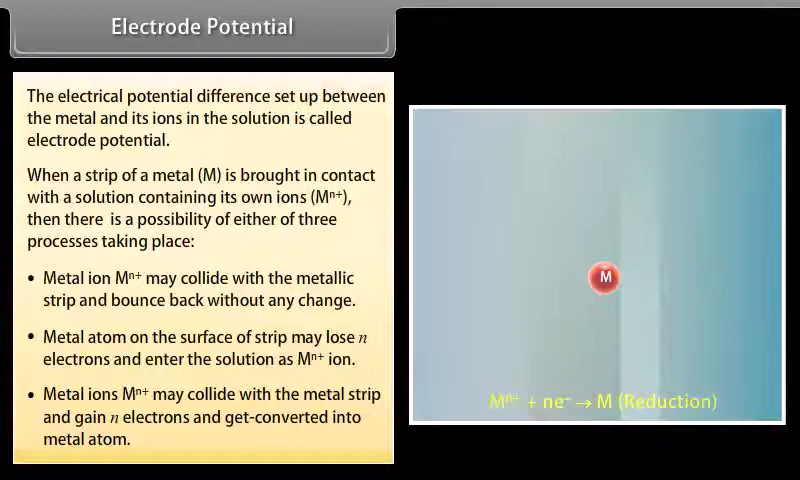 Electrode Potential
The electrical potential difference set up between
the metal and its ions in the solution is called
electrode potential.
When a strip of a metal (M) is brought in contact
with a solution containing its own ions (Mⁿ⁺),
then there is a possibility of either of three
processes taking place:
• Metal ion Mⁿ⁺ may collide with the metallic
strip and bounce back without any change.
• Metal atom on the surface of strip may lose n
electrons and enter the solution as Mⁿ⁺ ion.
• Metal ions Mⁿ⁺ may collide with the metal strip
and gain n electrons and get-converted into
metal atom.
M
Mⁿ⁺ + ne⁻ → M (Reduction)